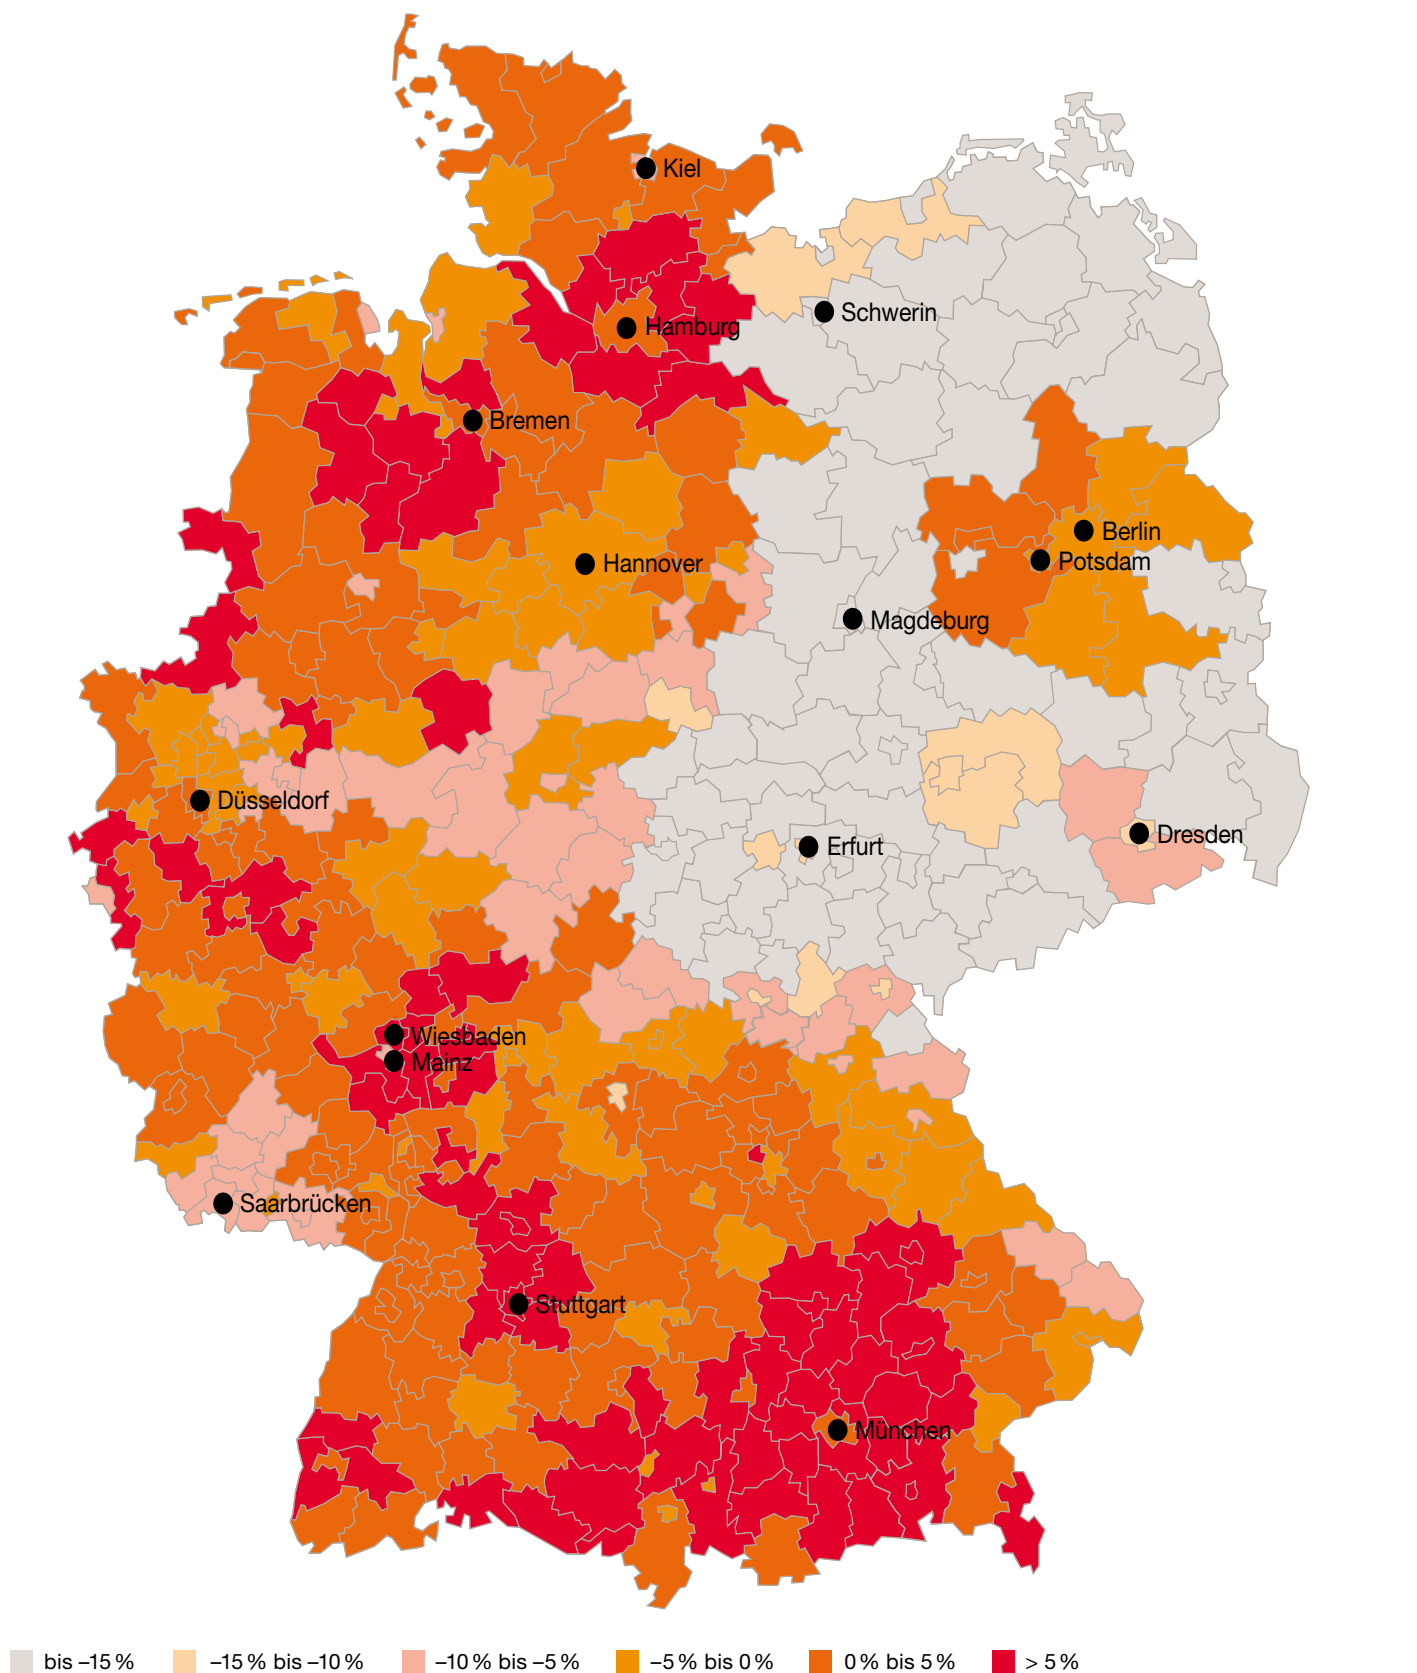 Kiel
Schwerin
Hamburg
Bremen
Berlin
Hannover
Potsdam
Magdeburg
Düsseldorf
Dresden
Erfurt
Wiesbaden
Mainz
Saarbrücken
Stuttgart
München
bis –15 % –15 % bis –10 % –10 % bis –5 % –5 % bis 0 % 0 % bis 5 % > 5 %